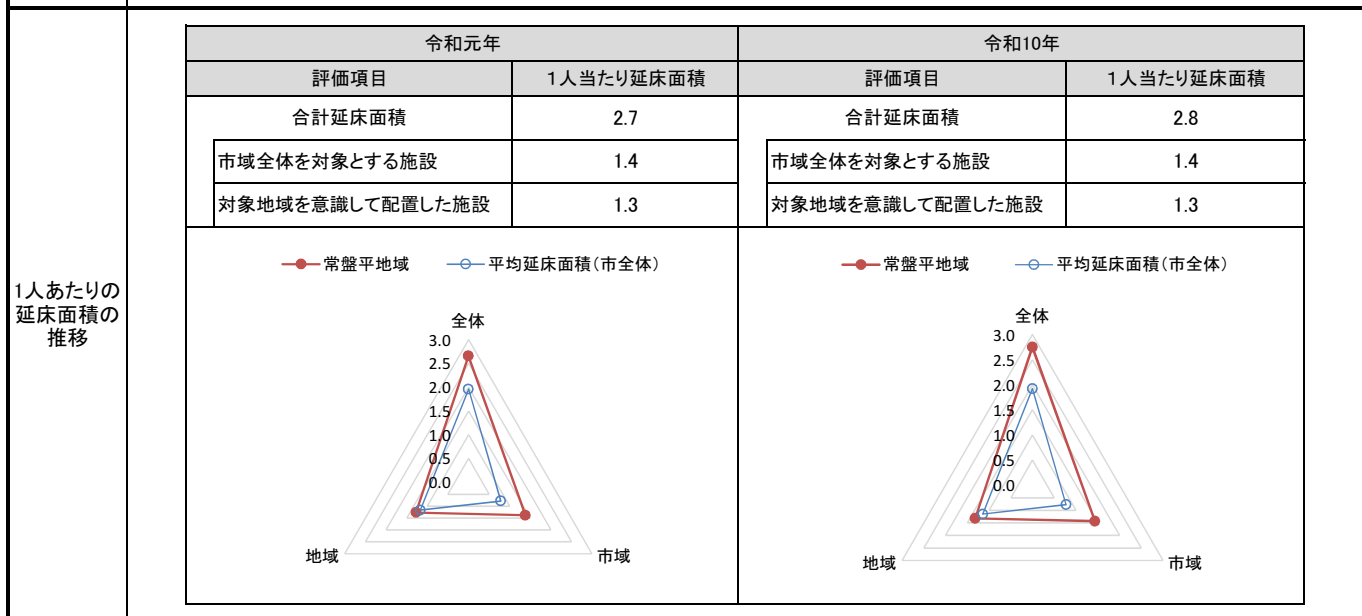 令和元年 令和10年
評価項目 1人当たり延床面積 評価項目 1人当たり延床面積
合計延床面積 2.7 合計延床面積 2.8
市域全体を対象とする施設 1.4 市域全体を対象とする施設 1.4
対象地域を意識して配置した施設 1.3 対象地域を意識して配置した施設 1.3
1人あたりの
延床面積の
推移
常盤平地域 平均延床面積(市全体)
全体
3.0
2.5
2.0
1.5
1.0
0.5
0.0
地域 市域
常盤平地域 平均延床面積(市全体)
全体
3.0
2.5
2.0
1.5
1.0
0.5
0.0
地域 市域